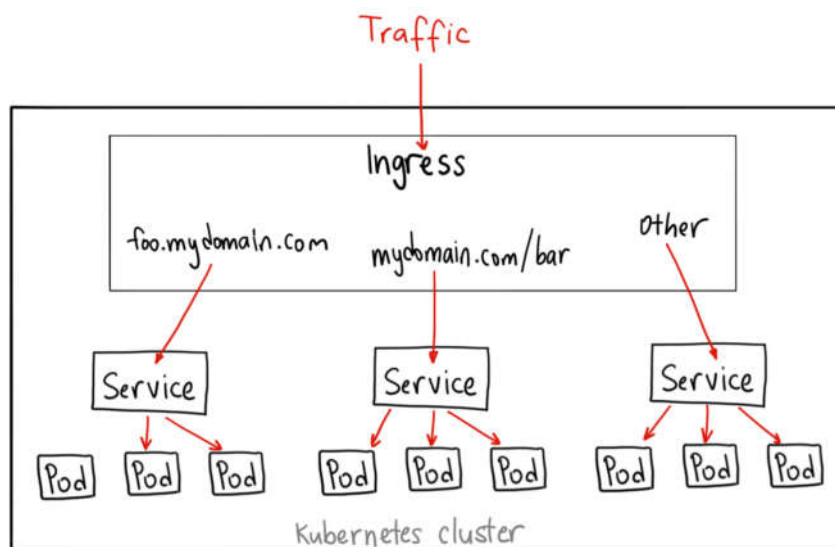 Traffic
Ingress
foo.mydomain.com
mydomain.com/bar
other
Service
Service
Service
Pod
Pod
Pod
Pod
Pod
Pod
Pod
Pod
Pod
Kubernetes cluster